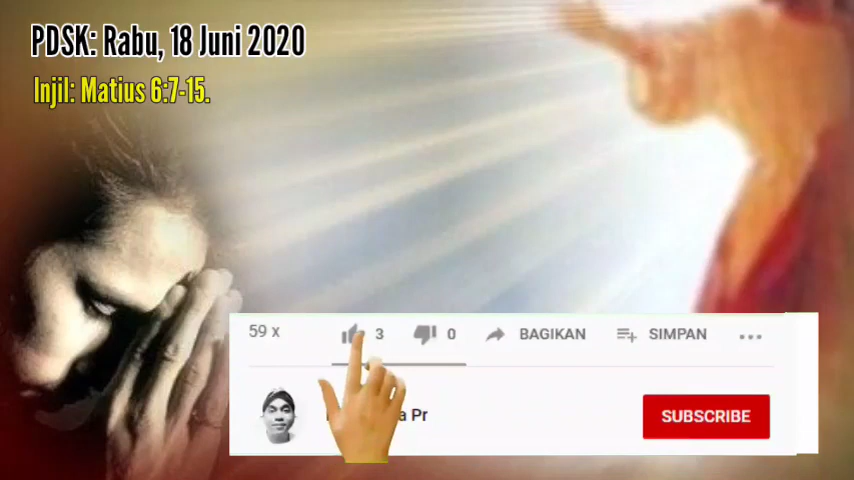 PDSK: Rabu, 18 Juni 2020
Injil: Matius 6:7-15.
59 x 3 0 BAGIKAN SIMPAN
Pr
SUBSCRIBE